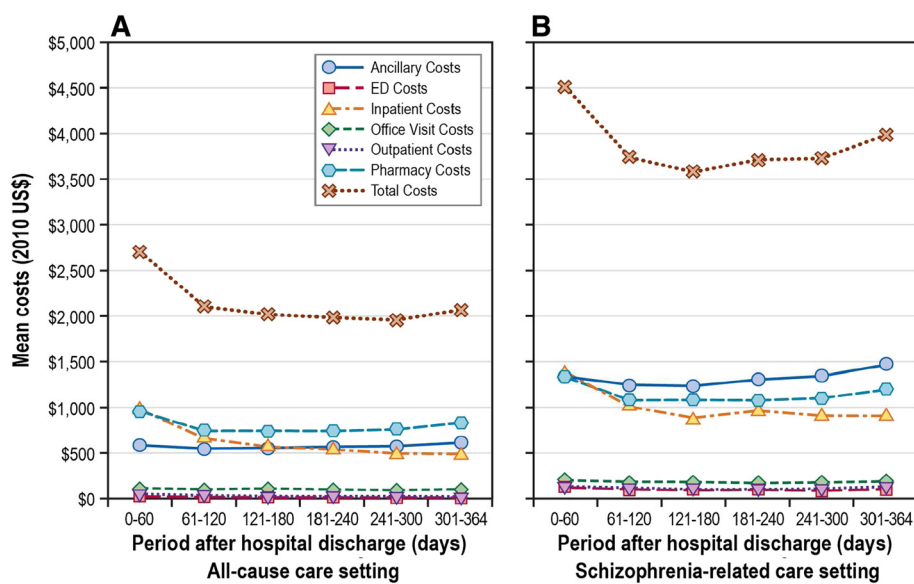 A
B
Mean costs (2010 US$)
$5,000
$4,500
$4,000
$3,500
$3,000
$2,500
$2,000
$1,500
$1,000
$500
$0
Ancillary Costs
ED Costs
Inpatient Costs
Office Visit Costs
Outpatient Costs
Pharmacy Costs
Total Costs
0-60 61-120 121-180 181-240 241-300 301-364
Period after hospital discharge (days)
All-cause care setting
0-60 61-120 121-180 181-240 241-300 301-364
Period after hospital discharge (days)
Schizophrenia-related care setting